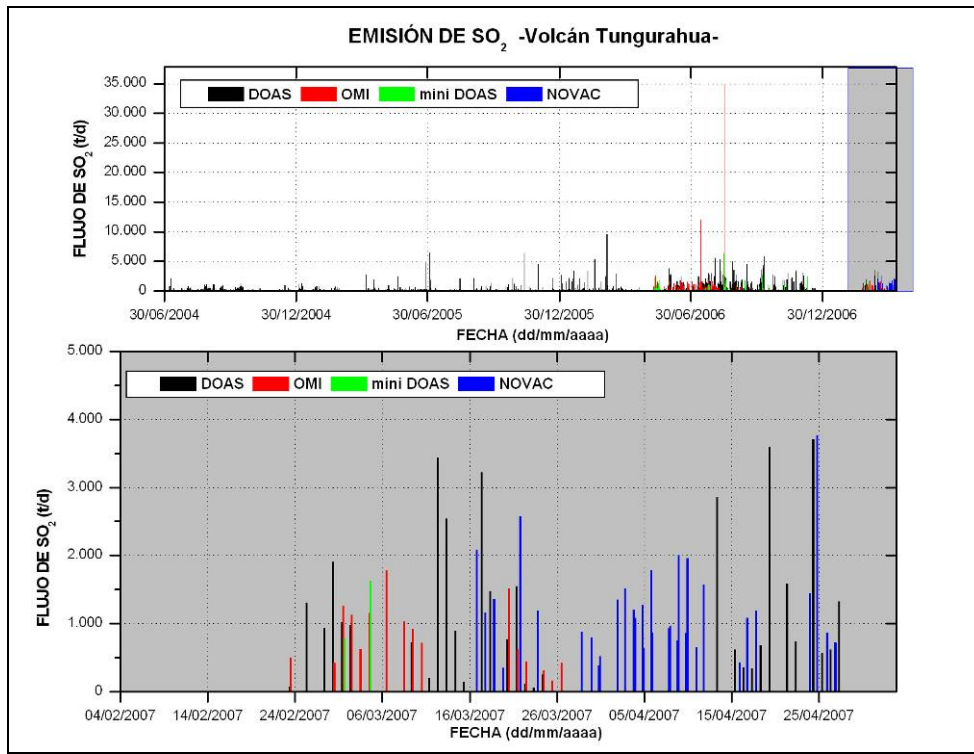 EMISIÓN DE SO2 -Volcán Tungurahua-
FLUJO DE SO2 (t/d)
35.000
30.000
25.000
20.000
15.000
10.000
5.000
0
DOAS OMI mini DOAS NOVAC
30/06/2004 30/12/2004 30/06/2005 30/12/2005 30/06/2006 30/12/2006
FECHA (dd/mm/aaaa)
FLUJO DE SO2 (t/d)
5.000
4.000
3.000
2.000
1.000
0
DOAS OMI mini DOAS NOVAC
04/02/2007 14/02/2007 24/02/2007 06/03/2007 16/03/2007 26/03/2007 05/04/2007 15/04/2007 25/04/2007
FECHA (dd/mm/aaaa)